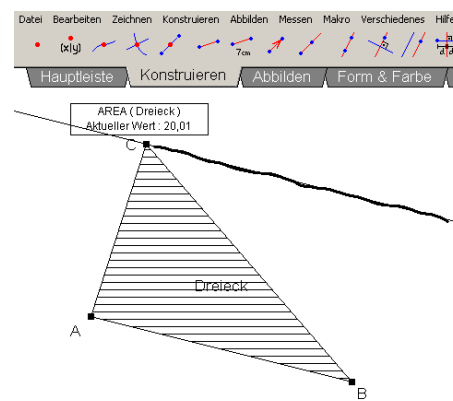 Datei Bearbeiten Zeichnen Konstruieren Abbilden Messen Makro Verschiedenes Hilfe
(x|y) 7cm
Hauptleiste Konstruieren Abbilden Form & Farbe
AREA ( Dreieck )
Aktueller Wert : 20,01
C
Dreieck
A
B